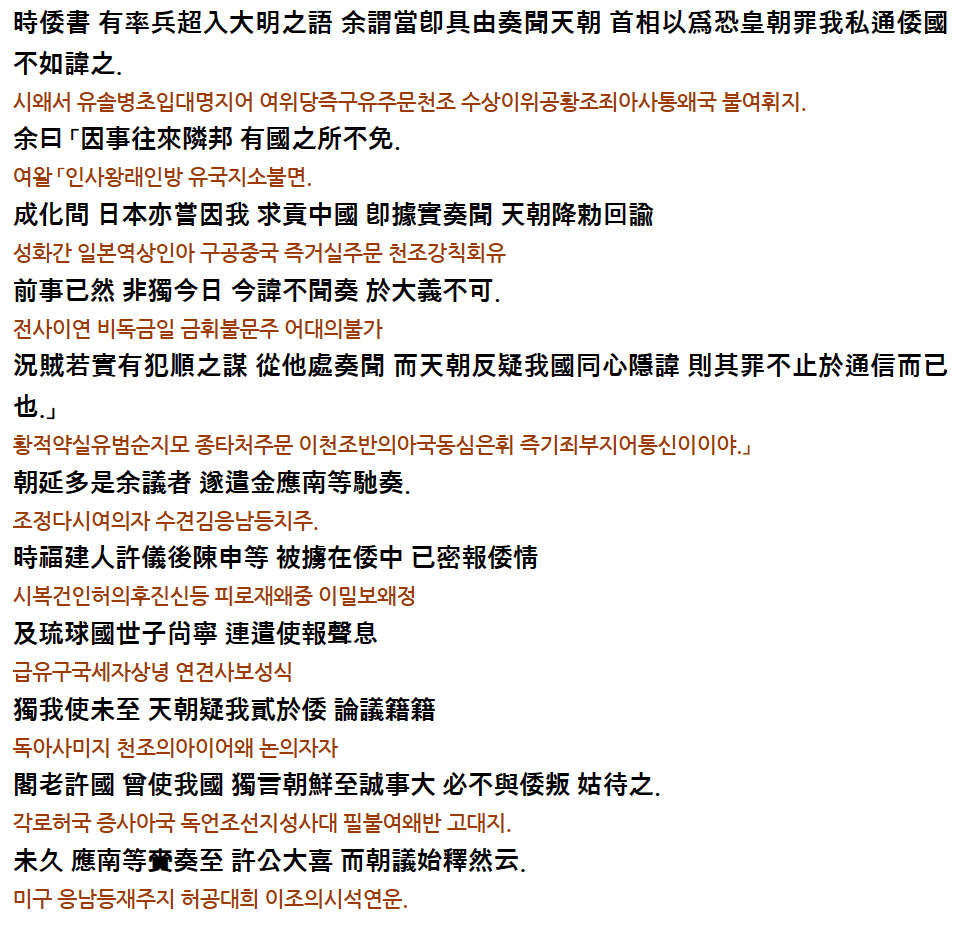 時倭書 有率兵超入大明之語 余謂當卽具由奏聞天朝 首相以爲恐皇朝罪我私通倭國
不如諱之.
시왜서 유솔병초입대명지어 여위당즉구유주문천조 수상이위공황조죄아사통왜국 불여휘지.
余曰「因事往來隣邦 有國之所不免.
여왈「인사왕래인방 유국지소불면.
成化間 日本亦嘗因我 求貢中國 卽據實奏聞 天朝降勅回諭
성화간 일본역상인아 구공중국 즉거실주문 천조강칙회유
前事已然 非獨今日 今諱不聞奏 於大義不可.
전사이연 비독금일 금휘불문주 어대의불가
況賊若實有犯順之謀 從他處奏聞 而天朝反疑我國同心隱諱 則其罪不止於通信而已
也.」
황적약실유범순지모 종타처주문 이천조반의아국동심은휘 즉기죄부지어통신이이야.」
朝延多是余議者 遂遣金應南等馳奏.
조정다시여의자 수견김응남등치주.
時福建人許儀後陳申等 被擄在倭中 已密報倭情
시복건인허의후진신등 피로재왜중 이밀보왜정
及琉球國世子尙寧 連遣使報聲息
급유구국세자상녕 연견사보성식
獨我使未至 天朝疑我貳於倭 論議籍籍
독아사미지 천조의아이어왜 논의자자
閣老許國 曾使我國 獨言朝鮮至誠事大 必不與倭叛 姑待之.
각로허국 증사아국 독언조선지성사대 필불여왜반 고대지.
未久 應南等賫奏至 許公大喜 而朝議始釋然云.
미구 응남등재주지 허공대희 이조의시석연운.